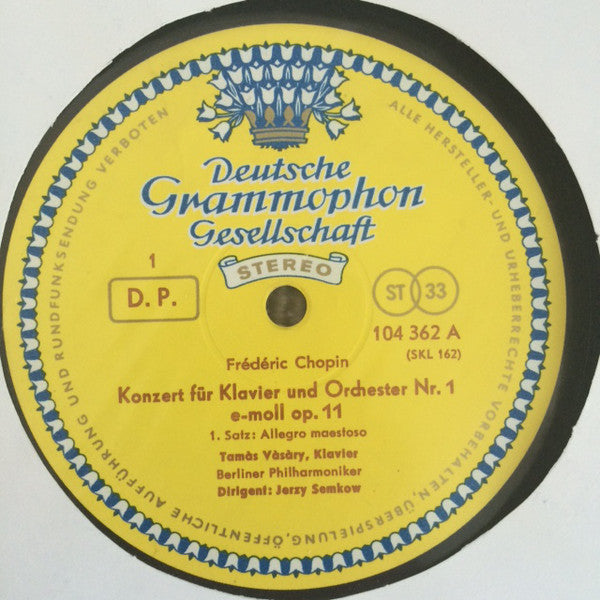 Deutsche
Grammophon
Gesellschaft
STEREO
1
D. P.
ST 33
104 362 A
(SKL 162)
Frédéric Chopin
Konzert für Klavier und Orchester Nr. 1
e-moll op. 11
1. Satz: Allegro maestoso
Tamàs Vàsàry, Klavier
Berliner Philharmoniker
Dirigent: Jerzy Semkow
ALLE HERSTELLER- UND URHEBERRECHTE VORBEHALTEN, ÜBERSPIELUNG, ÖFFENTLICHE AUFFÜHRUNG UND RUNDFUNKSENDUNG VERBOTEN